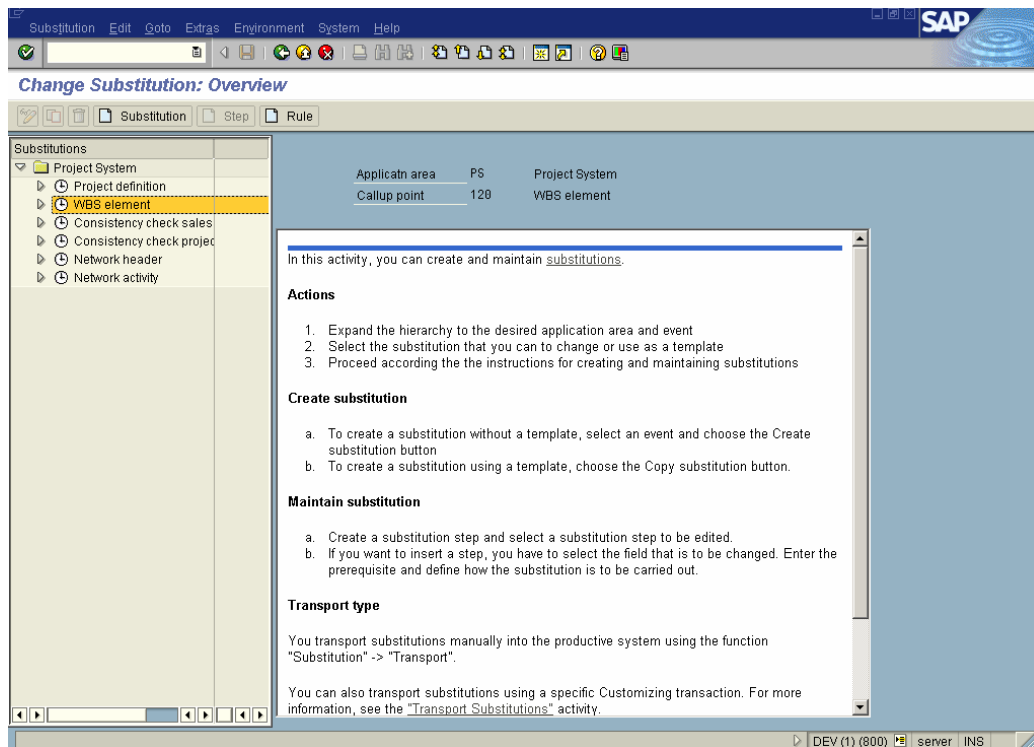 Substitution Edit Goto Extras Environment System Help
SAP
Change Substitution: Overview
Substitution Step Rule
Substitutions
Project System
Project definition
WBS element
Consistency check sales
Consistency check projec
Network header
Network activity
Applicatn area PS Project System
Callup point 120 WBS element
In this activity, you can create and maintain substitutions.
Actions
1. Expand the hierarchy to the desired application area and event
2. Select the substitution that you can to change or use as a template
3. Proceed according the the instructions for creating and maintaining substitutions
Create substitution
a. To create a substitution without a template, select an event and choose the Create
substitution button
b. To create a substitution using a template, choose the Copy substitution button.
Maintain substitution
a. Create a substitution step and select a substitution step to be edited.
b. If you want to insert a step, you have to select the field that is to be changed. Enter the
prerequisite and define how the substitution is to be carried out.
Transport type
You transport substitutions manually into the productive system using the function
"Substitution" -> "Transport".
You can also transport substitutions using a specific Customizing transaction. For more
information, see the "Transport Substitutions" activity.
DEV (1) (800) server INS